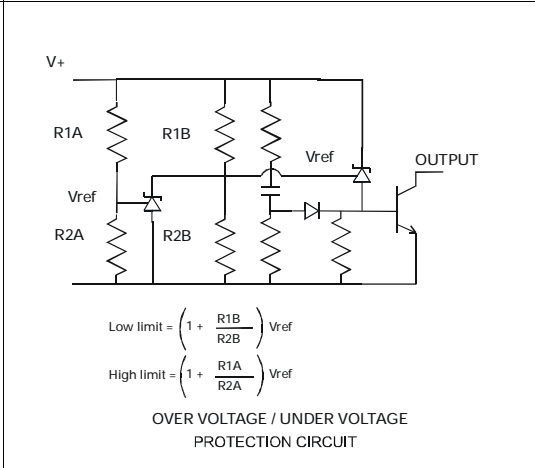 V+
R1A
R1B
Vref
OUTPUT
Vref
R2A
R2B
Low limit = ( 1 + R1B / R2B ) Vref
High limit = ( 1 + R1A / R2A ) Vref
OVER VOLTAGE / UNDER VOLTAGE
PROTECTION CIRCUIT